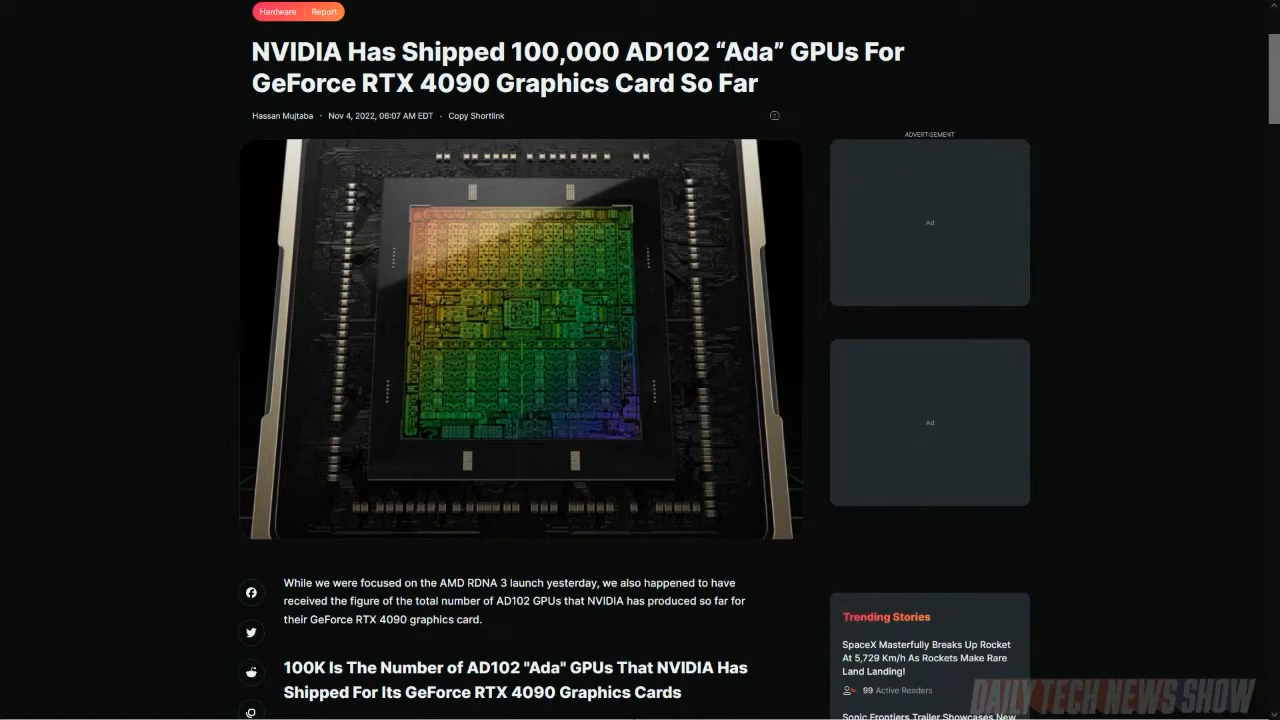 Hardware Report
NVIDIA Has Shipped 100,000 AD102 “Ada” GPUs For
GeForce RTX 4090 Graphics Card So Far
Hassan Mujtaba · Nov 4, 2022, 06:07 AM EDT · Copy Shortlink
ADVERTISEMENT
Ad
Ad
While we were focused on the AMD RDNA 3 launch yesterday, we also happened to have
received the figure of the total number of AD102 GPUs that NVIDIA has produced so far for
their GeForce RTX 4090 graphics card.
100K Is The Number of AD102 "Ada" GPUs That NVIDIA Has
Shipped For Its GeForce RTX 4090 Graphics Cards
Trending Stories
SpaceX Masterfully Breaks Up Rocket
At 5,729 Km/h As Rockets Make Rare
Land Landing!
99 Active Readers
Sonic Frontiers Trailer Showcases New
DAILY TECH NEWS SHOW